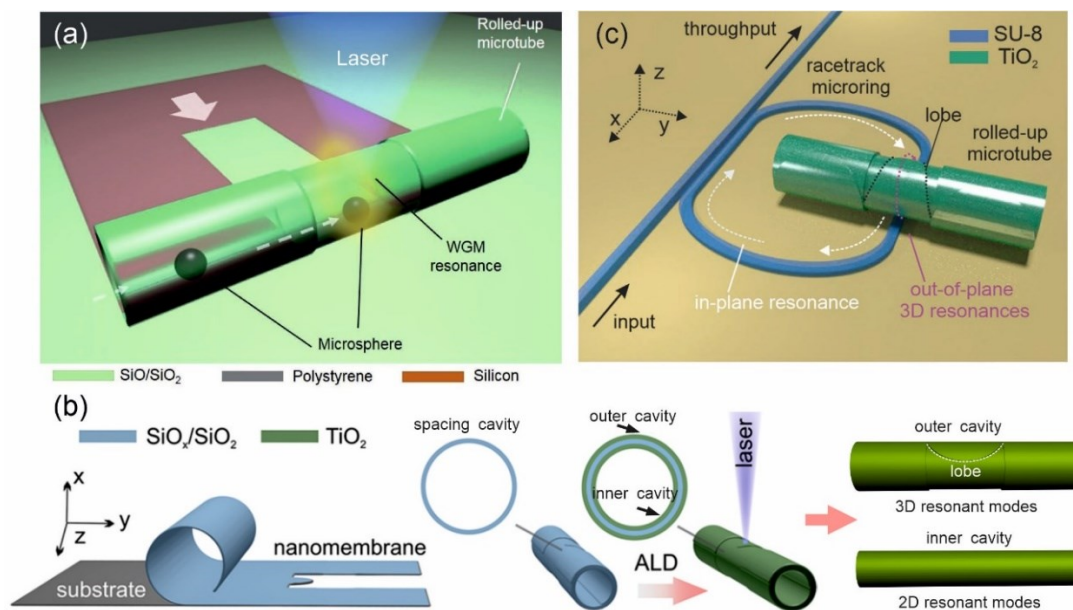 (a)
Rolled-up
microtube
Laser
WGM
resonance
Microsphere
SiO/SiO₂
Polystyrene
Silicon
(c)
SU-8
TiO₂
throughput
racetrack
microring
z
x
y
lobe
rolled-up
microtube
in-plane resonance
out-of-plane
3D resonances
input
(b)
SiOₓ/SiO₂
TiO₂
x
y
z
substrate
nanomembrane
spacing cavity
outer cavity
inner cavity
laser
ALD
outer cavity
lobe
3D resonant modes
inner cavity
2D resonant modes